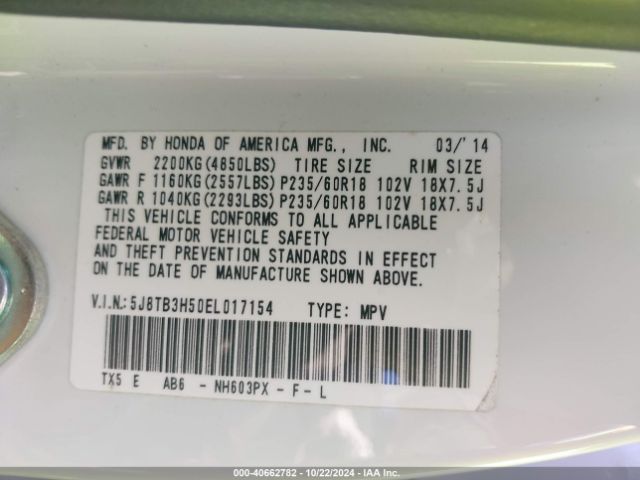 MFD. BY HONDA OF AMERICA MFG., INC. 03/'14
GVWR 2200KG(4850LBS) TIRE SIZE RIM SIZE
GAWR F 1160KG(2557LBS) P235/60R18 102V 18X7.5J
GAWR R 1040KG(2293LBS) P235/60R18 102V 18X7.5J
THIS VEHICLE CONFORMS TO ALL APPLICABLE
FEDERAL MOTOR VEHICLE SAFETY
AND THEFT PREVENTION STANDARDS IN EFFECT
ON THE DATE OF MANUFACTURE SHOWN ABOVE.
V.I.N.:5J8TB3H50EL017154 TYPE: MPV
TX5 E AB6 - NH603PX - F - L
000-40662782 - 10/22/2024 - IAA Inc.